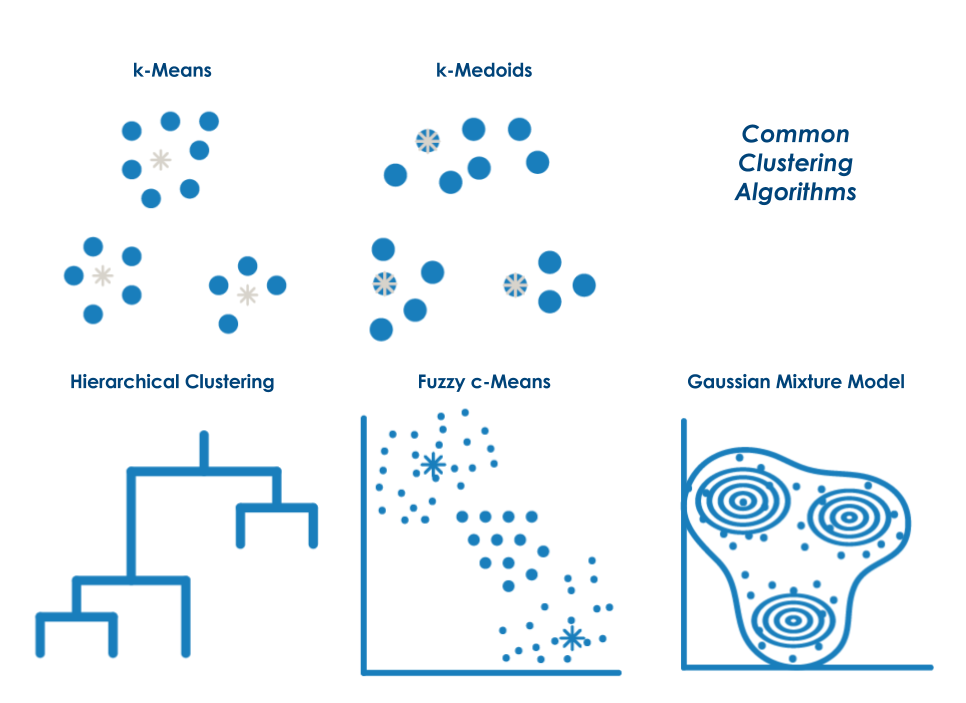 k-Means
k-Medoids
Common
Clustering
Algorithms
Hierarchical Clustering
Fuzzy c-Means
Gaussian Mixture Model